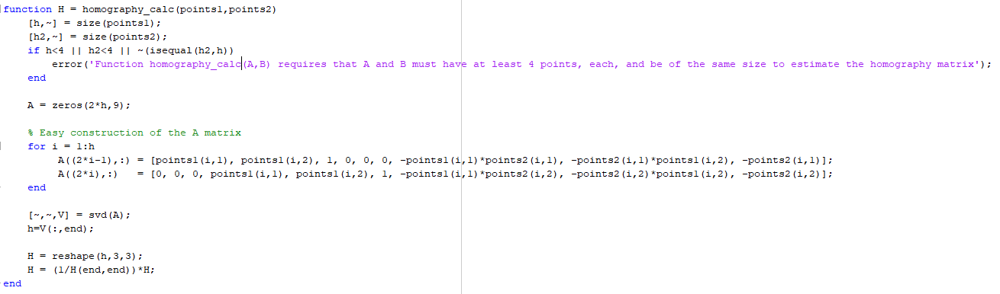 function H = homography_calc(points1,points2)
    [h,~] = size(points1);
    [h2,~] = size(points2);
    if h<4 || h2<4 || ~(isequal(h2,h))
        error('Function homography_calc(A,B) requires that A and B must have at least 4 points, each, and be of the same size to estimate the homography matrix');
    end
    A = zeros(2*h,9);
    % Easy construction of the A matrix
    for i = 1:h
         A((2*i-1),:) = [points1(i,1), points1(i,2), 1, 0, 0, 0, -points1(i,1)*points2(i,1), -points2(i,1)*points1(i,2), -points2(i,1)];
         A((2*i),:)   = [0, 0, 0, points1(i,1), points1(i,2), 1, -points1(i,1)*points2(i,2), -points2(i,2)*points1(i,2), -points2(i,2)];
    end
    [~,~,V] = svd(A);
    h=V(:,end);
    H = reshape(h,3,3);
    H = (1/H(end,end))*H;
end